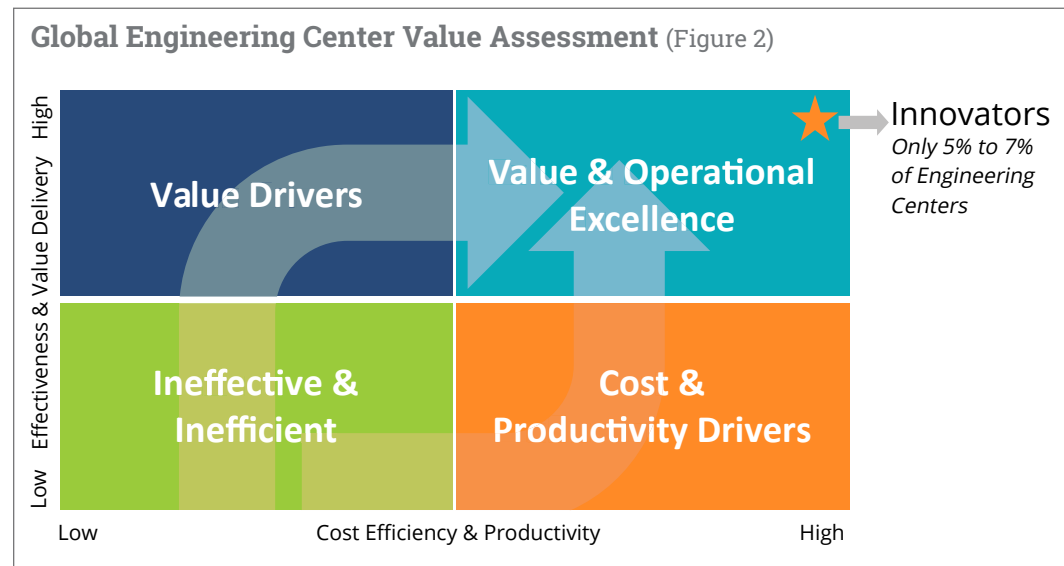 Global Engineering Center Value Assessment (Figure 2)
Low Effectiveness & Value Delivery High
Value Drivers
Value & Operational
Excellence
Innovators
Only 5% to 7%
of Engineering
Centers
Ineffective &
Inefficient
Cost &
Productivity Drivers
Low Cost Efficiency & Productivity High